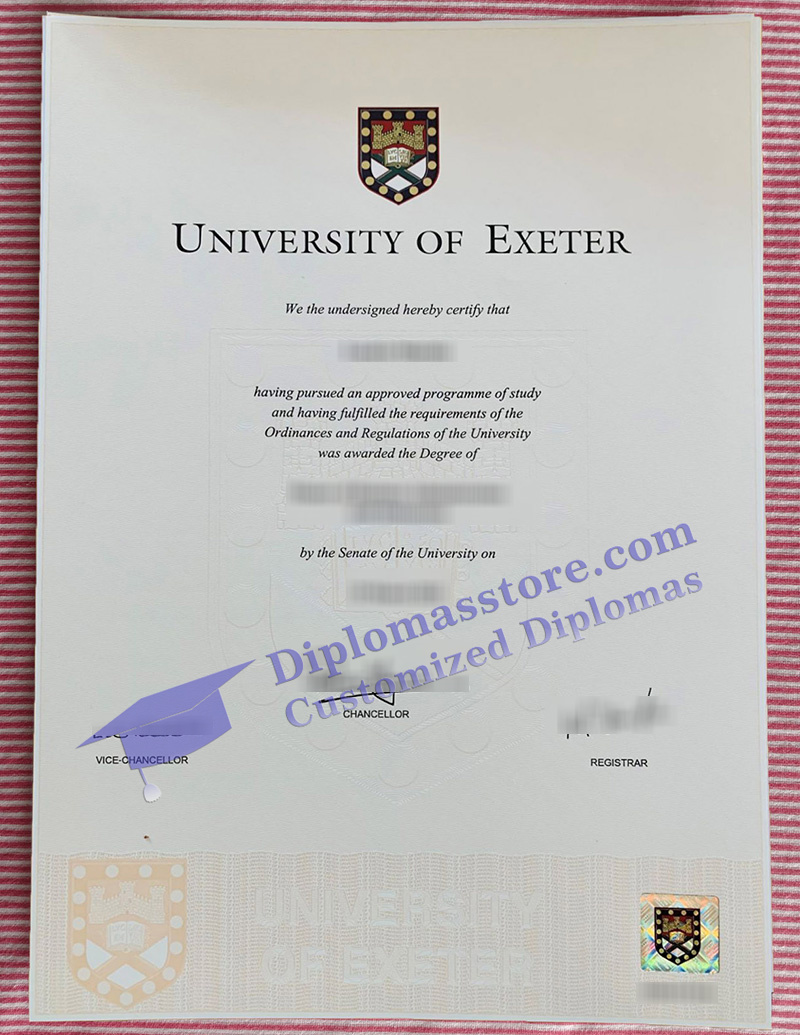 UNIVERSITY OF EXETER
We the undersigned hereby certify that
having pursued an approved programme of study
and having fulfilled the requirements of the
Ordinances and Regulations of the University
was awarded the Degree of
by the Senate of the University on
Diplomasstore.com
Customized Diplomas
CHANCELLOR
VICE-CHANCELLOR
REGISTRAR
UNIVERSITY
OF EXETER